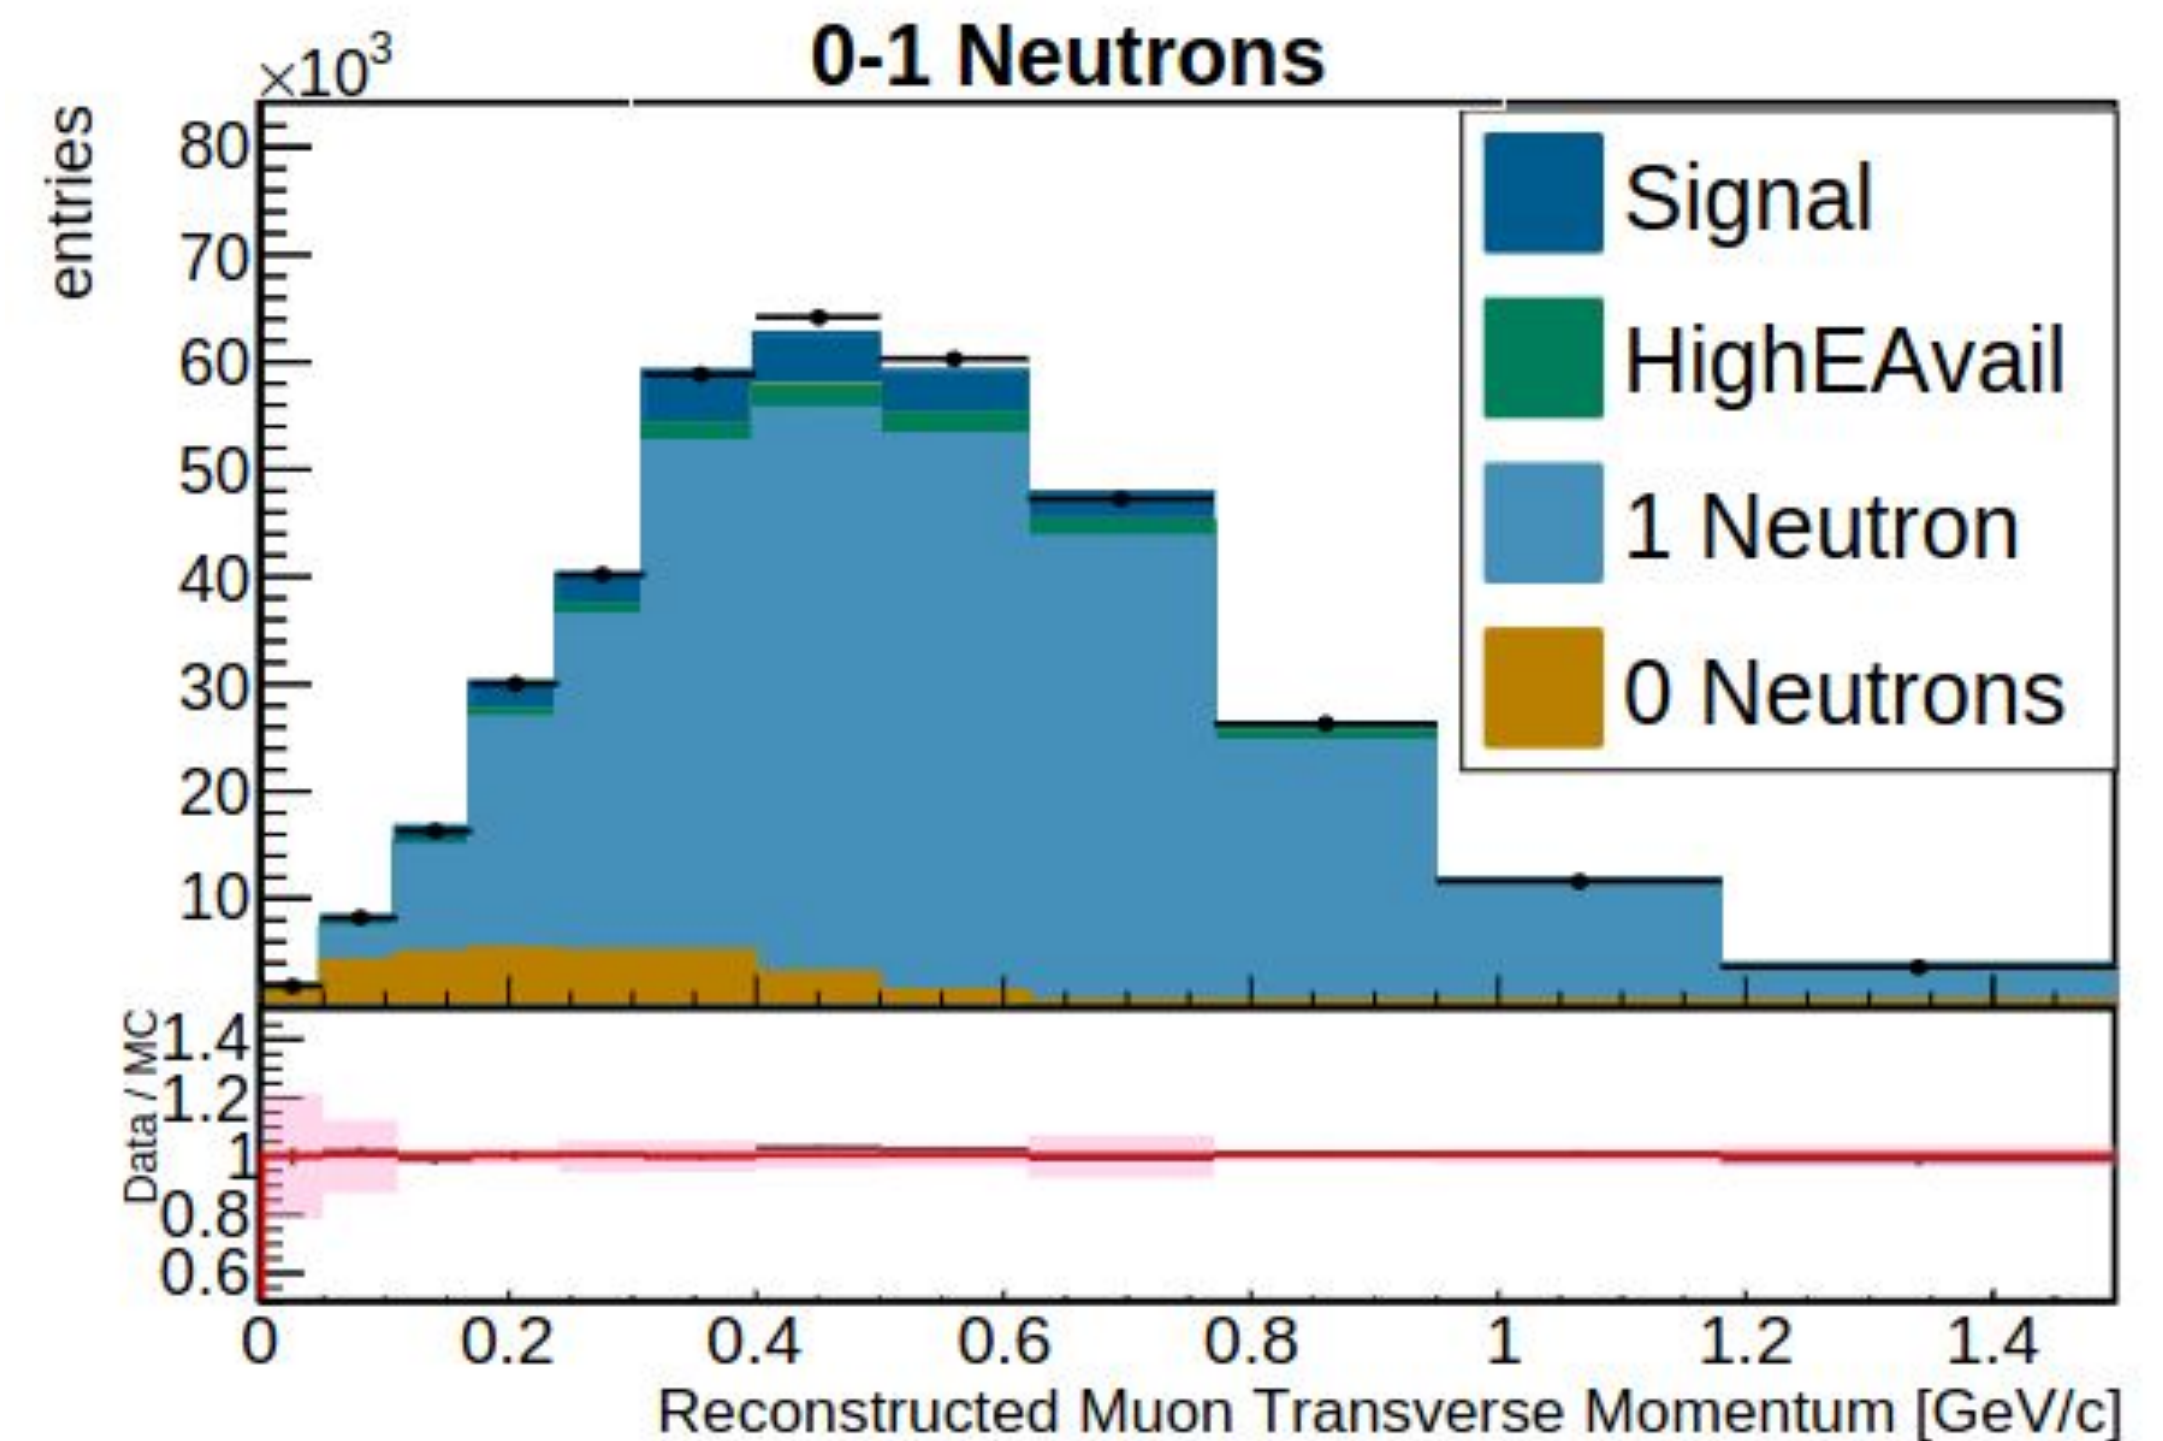 0-1 Neutrons
×10³
entries
80
70
60
50
40
30
20
10
Signal
HighEAvail
1 Neutron
0 Neutrons
Data / MC
1.4
1.2
1
0.8
0.6
0 0.2 0.4 0.6 0.8 1 1.2 1.4
Reconstructed Muon Transverse Momentum [GeV/c]